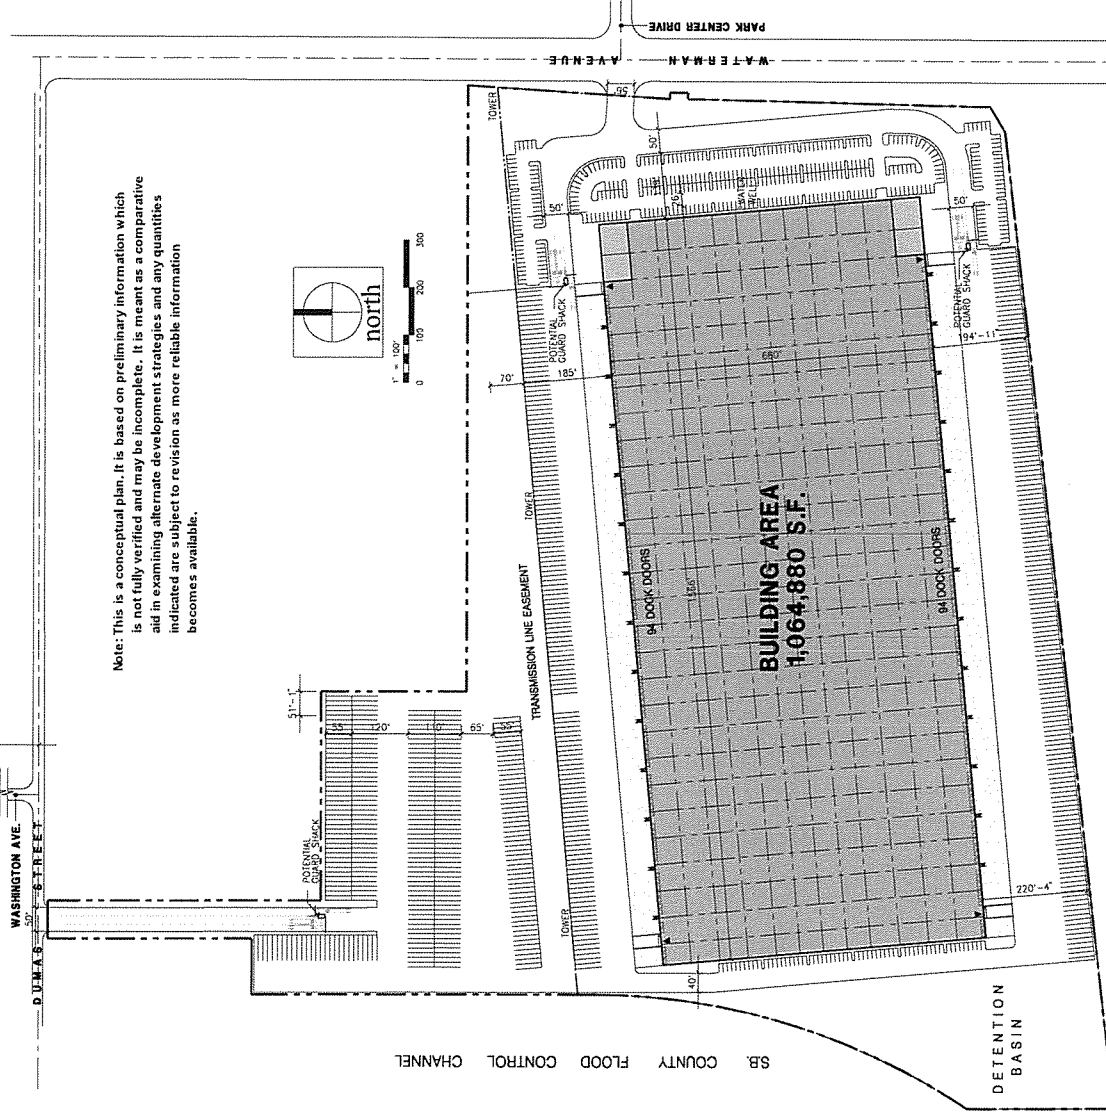 PARK CENTER DRIVE
WATERMAN AVENUE
56'
TOWER
Note: This is a conceptual plan. It is based on preliminary information which
is not fully verified and may be incomplete. It is meant as a comparative
aid in examining alternate development strategies and any quantities
indicated are subject to revision as more reliable information
becomes available.
north
1" = 100'
0 100 200 300
50'
50'
50'
WATER
WELL
POTENTIAL
GUARD SHACK
POTENTIAL
GUARD SHACK
70'
185'
680'
194'-11"
TOWER
TRANSMISSION LINE EASEMENT
94 DOCK DOORS
BUILDING AREA
1,064,880 S.F.
94 DOCK DOORS
51'-1"
55'
120'
110'
65'
55'
WASHINGTON AVE.
DUMAS STREET
50'
POTENTIAL
GUARD SHACK
TOWER
220'-4"
40'
S.B. COUNTY FLOOD CONTROL CHANNEL
DETENTION
BASIN